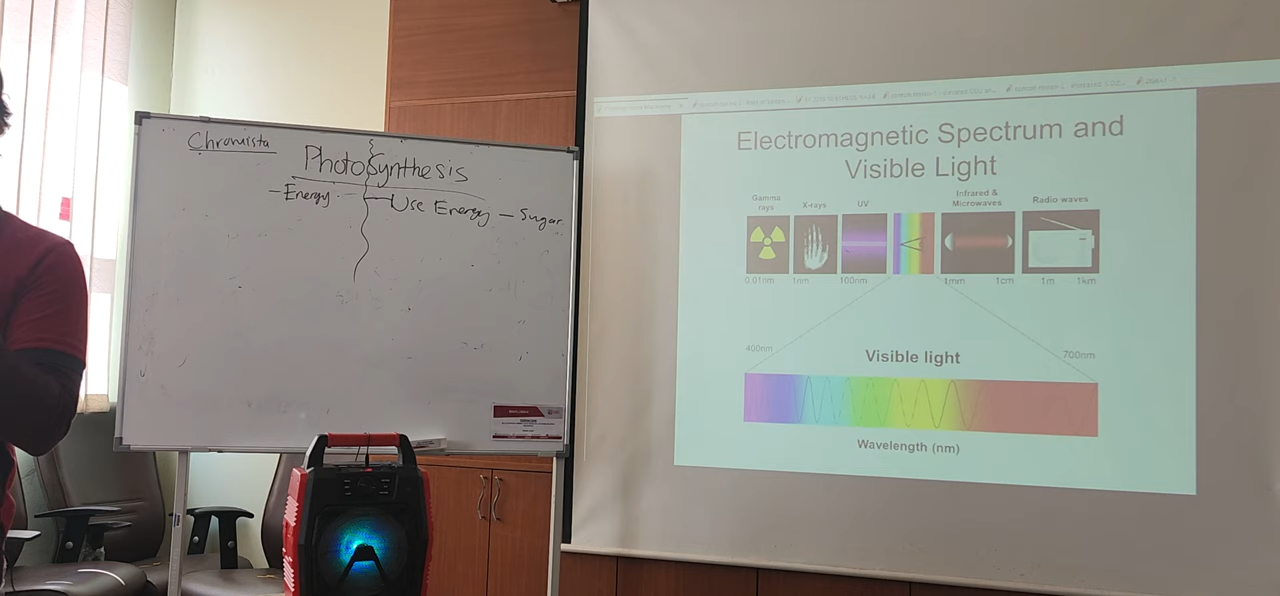 Chromista
PhotoSynthesis
- Energy
Use Energy - Sugar
Electromagnetic Spectrum and
Visible Light
Gamma
rays
X-rays
UV
Infrared &
Microwaves
Radio waves
0.01nm
1nm
100nm
1mm
1cm
1m
1km
400nm
Visible light
700nm
Wavelength (nm)